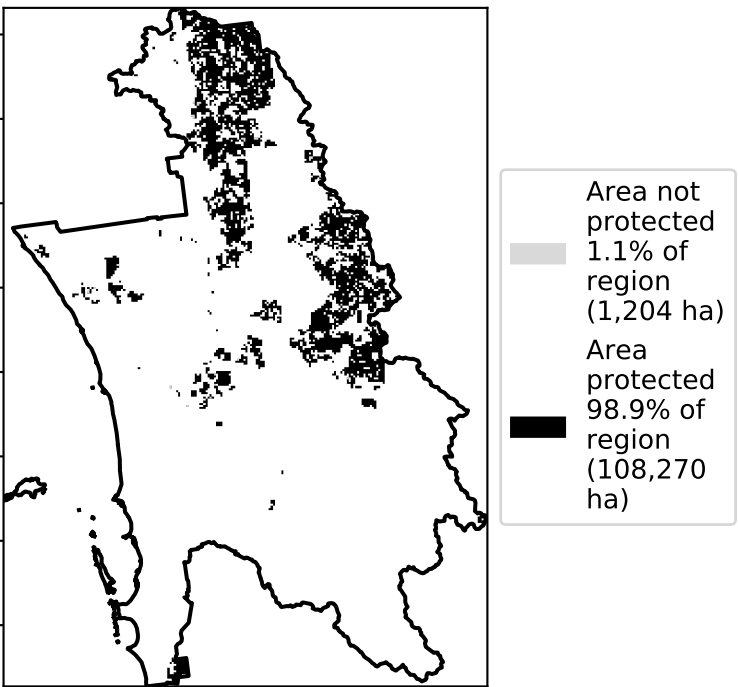 Area not
protected
1.1% of
region
(1,204 ha)
Area
protected
98.9% of
region
(108,270
ha)